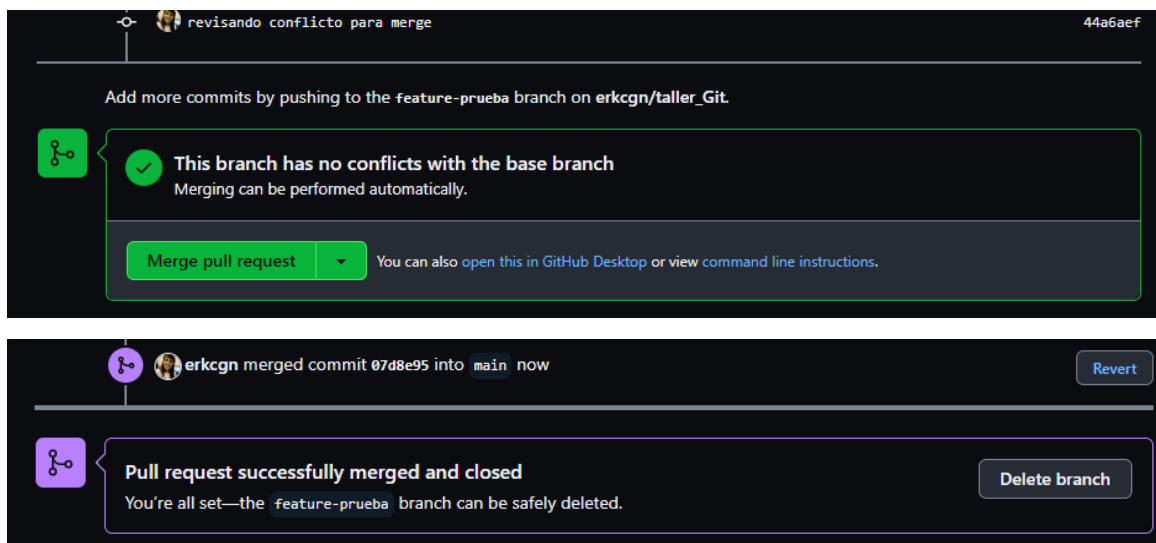 revisando conflicto para merge 44a6aef
Add more commits by pushing to the feature-prueba branch on erkcgn/taller_Git.
This branch has no conflicts with the base branch
Merging can be performed automatically.
Merge pull request You can also open this in GitHub Desktop or view command line instructions.
erkcgn merged commit 07d8e95 into main now Revert
Pull request successfully merged and closed
Delete branch
You're all set—the feature-prueba branch can be safely deleted.